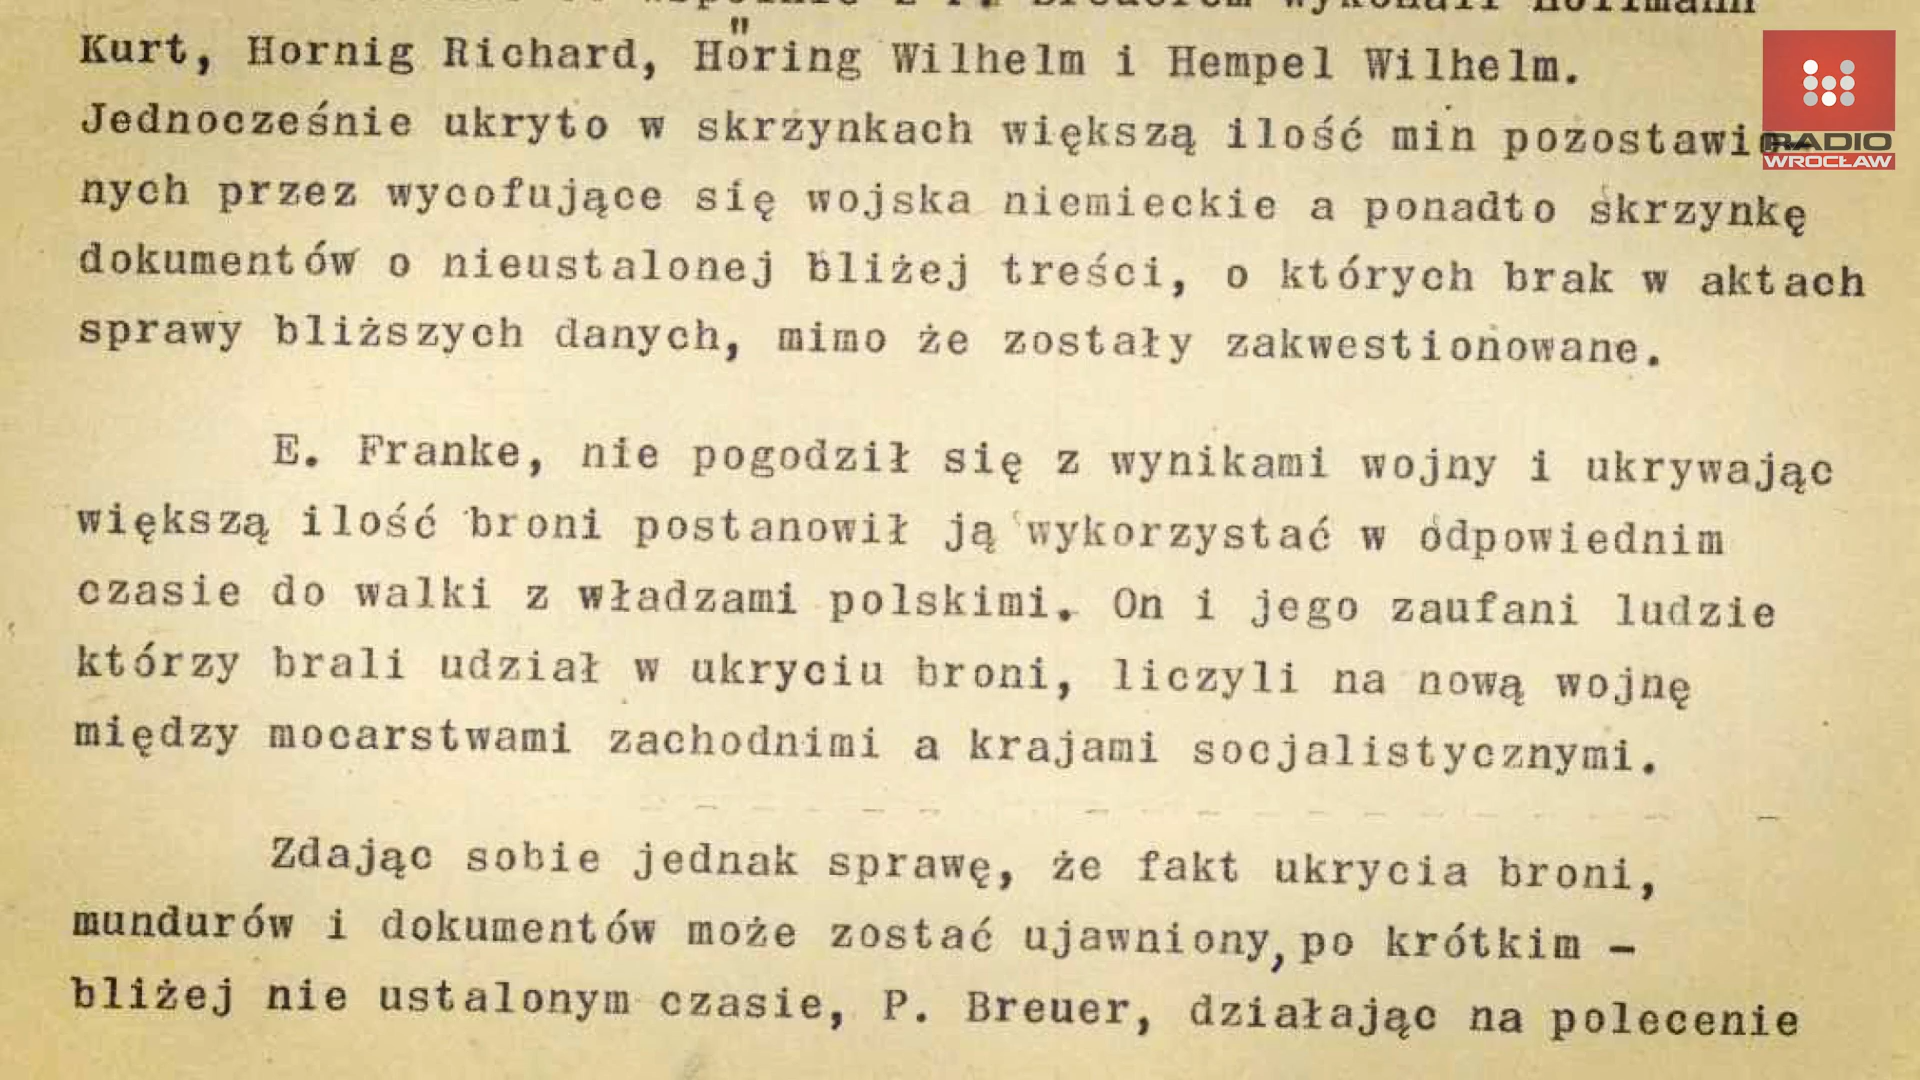 wspólnie z P. Breuerem wykonali Hoffmann
Kurt, Hornig Richard, Höring Wilhelm i Hempel Wilhelm.
Jednocześnie ukryto w skrzynkach większą ilość min pozostawio-
nych przez wycofujące się wojska niemieckie a ponadto skrzynkę
dokumentów o nieustalonej bliżej treści, o których brak w aktach
sprawy bliższych danych, mimo że zostały zakwestionowane.
E. Franke, nie pogodził się z wynikami wojny i ukrywając
większą ilość broni postanowił ją wykorzystać w odpowiednim
czasie do walki z władzami polskimi. On i jego zaufani ludzie
którzy brali udział w ukryciu broni, liczyli na nową wojnę
między mocarstwami zachodnimi a krajami socjalistycznymi.
Zdając sobie jednak sprawę, że fakt ukrycia broni,
mundurów i dokumentów może zostać ujawniony, po krótkim -
bliżej nie ustalonym czasie, P. Breuer, działając na polecenie
RADIO
WROCŁAW